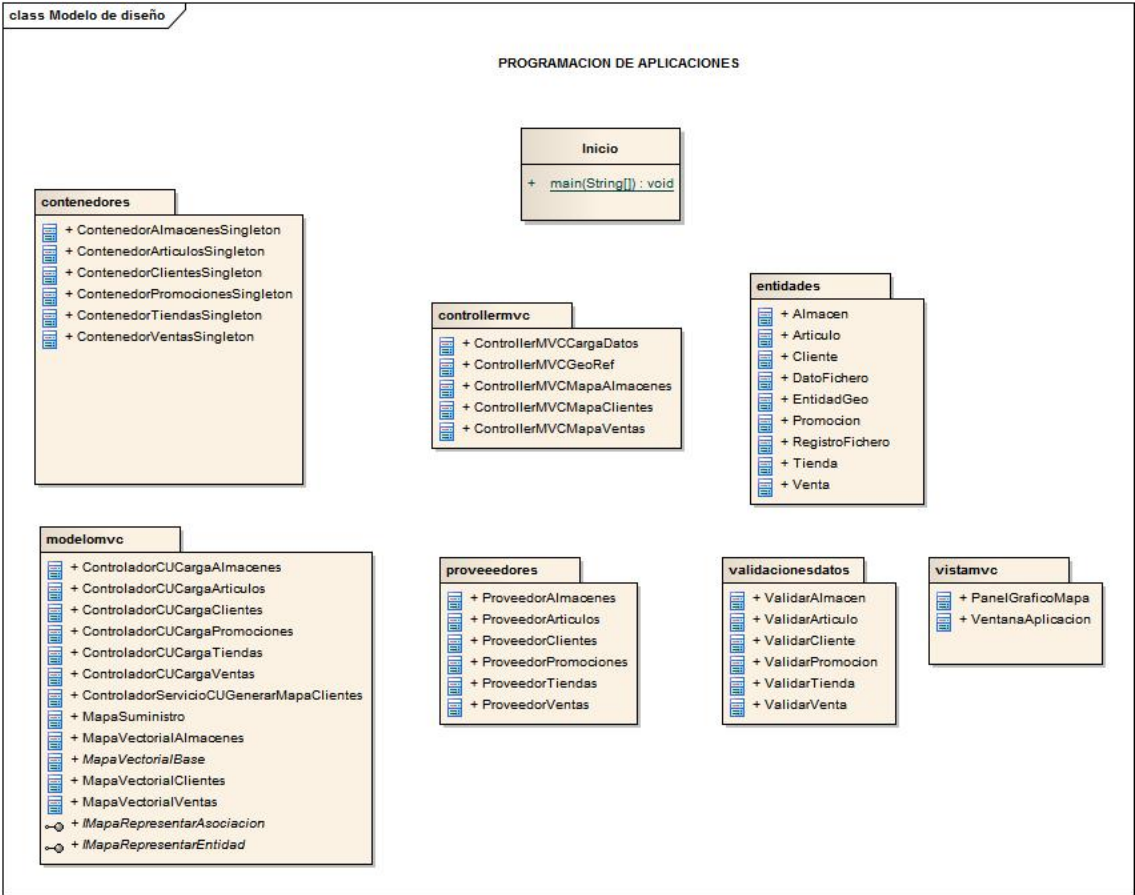 class Modelo de diseño
PROGRAMACION DE APLICACIONES
Inicio
+ main(String[]) : void
contenedores
+ ContenedorAlmacenesSingleton
+ ContenedorArticulosSingleton
+ ContenedorClientesSingleton
+ ContenedorPromocionesSingleton
+ ContenedorTiendasSingleton
+ ContenedorVentasSingleton
controllermvc
+ ControllerMVCCargaDatos
+ ControllerMVCGeoRef
+ ControllerMVCMapaAlmacenes
+ ControllerMVCMapaClientes
+ ControllerMVCMapaVentas
entidades
+ Almacen
+ Articulo
+ Cliente
+ DatoFichero
+ EntidadGeo
+ Promocion
+ RegistroFichero
+ Tienda
+ Venta
modelomvc
+ ControladorCUCargaAlmacenes
+ ControladorCUCargaArticulos
+ ControladorCUCargaClientes
+ ControladorCUCargaPromociones
+ ControladorCUCargaTiendas
+ ControladorCUCargaVentas
+ ControladorServicioCUGenerarMapaClientes
+ MapaSuministro
+ MapaVectorialAlmacenes
+ MapaVectorialBase
+ MapaVectorialClientes
+ MapaVectorialVentas
+ IMapaRepresentarAsociacion
+ IMapaRepresentarEntidad
proveeedores
+ ProveedorAlmacenes
+ ProveedorArticulos
+ ProveedorClientes
+ ProveedorPromociones
+ ProveedorTiendas
+ ProveedorVentas
validacionesdatos
+ ValidarAlmacen
+ ValidarArticulo
+ ValidarCliente
+ ValidarPromocion
+ ValidarTienda
+ ValidarVenta
vistamvc
+ PanelGraficoMapa
+ VentanaAplicacion